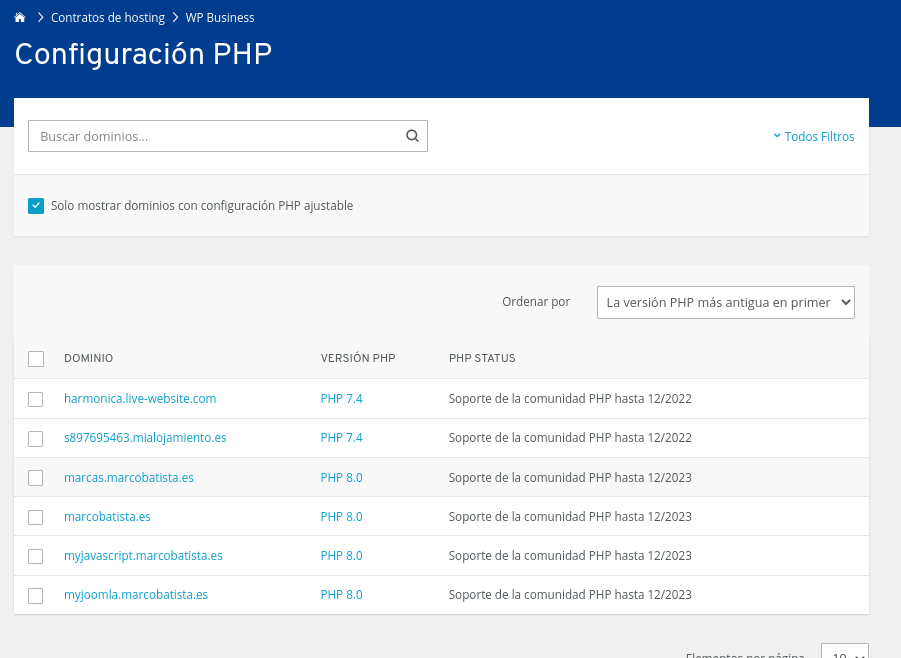 Contratos de hosting WP Business
Configuración PHP
Buscar dominios...
Todos Filtros
Solo mostrar dominios con configuración PHP ajustable
Ordenar por La versión PHP más antigua en primer
DOMINIO VERSIÓN PHP PHP STATUS
harmonica.live-website.com PHP 7.4 Soporte de la comunidad PHP hasta 12/2022
s897695463.mialojamiento.es PHP 7.4 Soporte de la comunidad PHP hasta 12/2022
marcas.marcobatista.es PHP 8.0 Soporte de la comunidad PHP hasta 12/2023
marcobatista.es PHP 8.0 Soporte de la comunidad PHP hasta 12/2023
myjavascript.marcobatista.es PHP 8.0 Soporte de la comunidad PHP hasta 12/2023
myjoomla.marcobatista.es PHP 8.0 Soporte de la comunidad PHP hasta 12/2023
Elementos por página 10